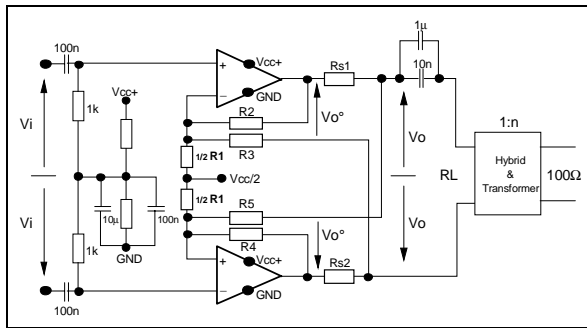 1µ
100n
Vcc+
+
Rs1
10n
−
GND
1k
Vcc+
R2
Vo°
1:n
Vi
R3
Vo
1/2 R1
Hybrid
&
Transformer
Vcc/2
RL
100Ω
1/2 R1
Vi
R5
Vo
10µ
100n
Vo°
1k
GND
R4
Vcc+
+
Rs2
−
GND
100n